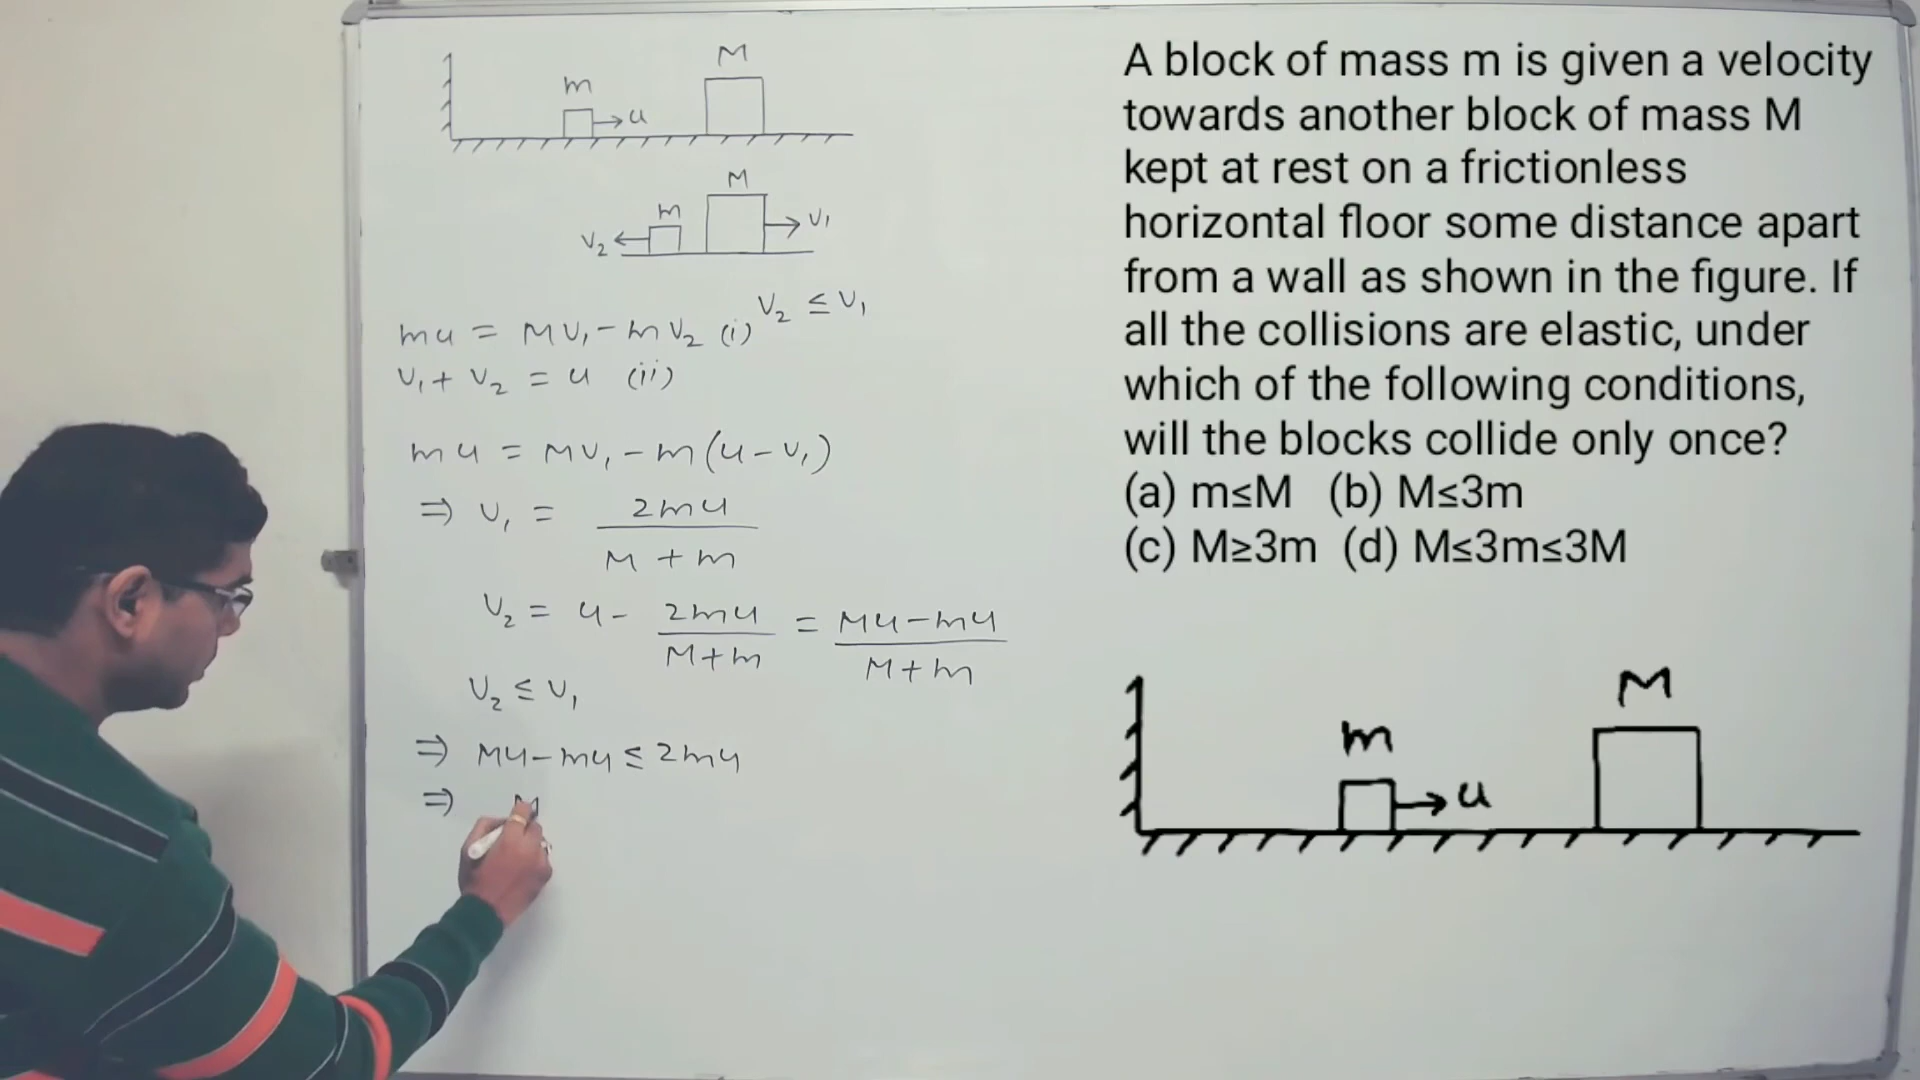 M
m
u
M
m
V₂
V₁
V₂ ≤ V₁
mu = MV₁ - mV₂ (i)
V₁ + V₂ = u (ii)
mu = MV₁ - m(u - V₁)
⇒ V₁ = 2mu / M + m
V₂ = u - 2mu / M + m = Mu - mu / M + m
V₂ ≤ V₁
⇒ Mu - mu ≤ 2mu
⇒ M
A block of mass m is given a velocity
towards another block of mass M
kept at rest on a frictionless
horizontal floor some distance apart
from a wall as shown in the figure. If
all the collisions are elastic, under
which of the following conditions,
will the blocks collide only once?
(a) m≤M (b) M≤3m
(c) M≥3m (d) M≤3m≤3M
M
m
u